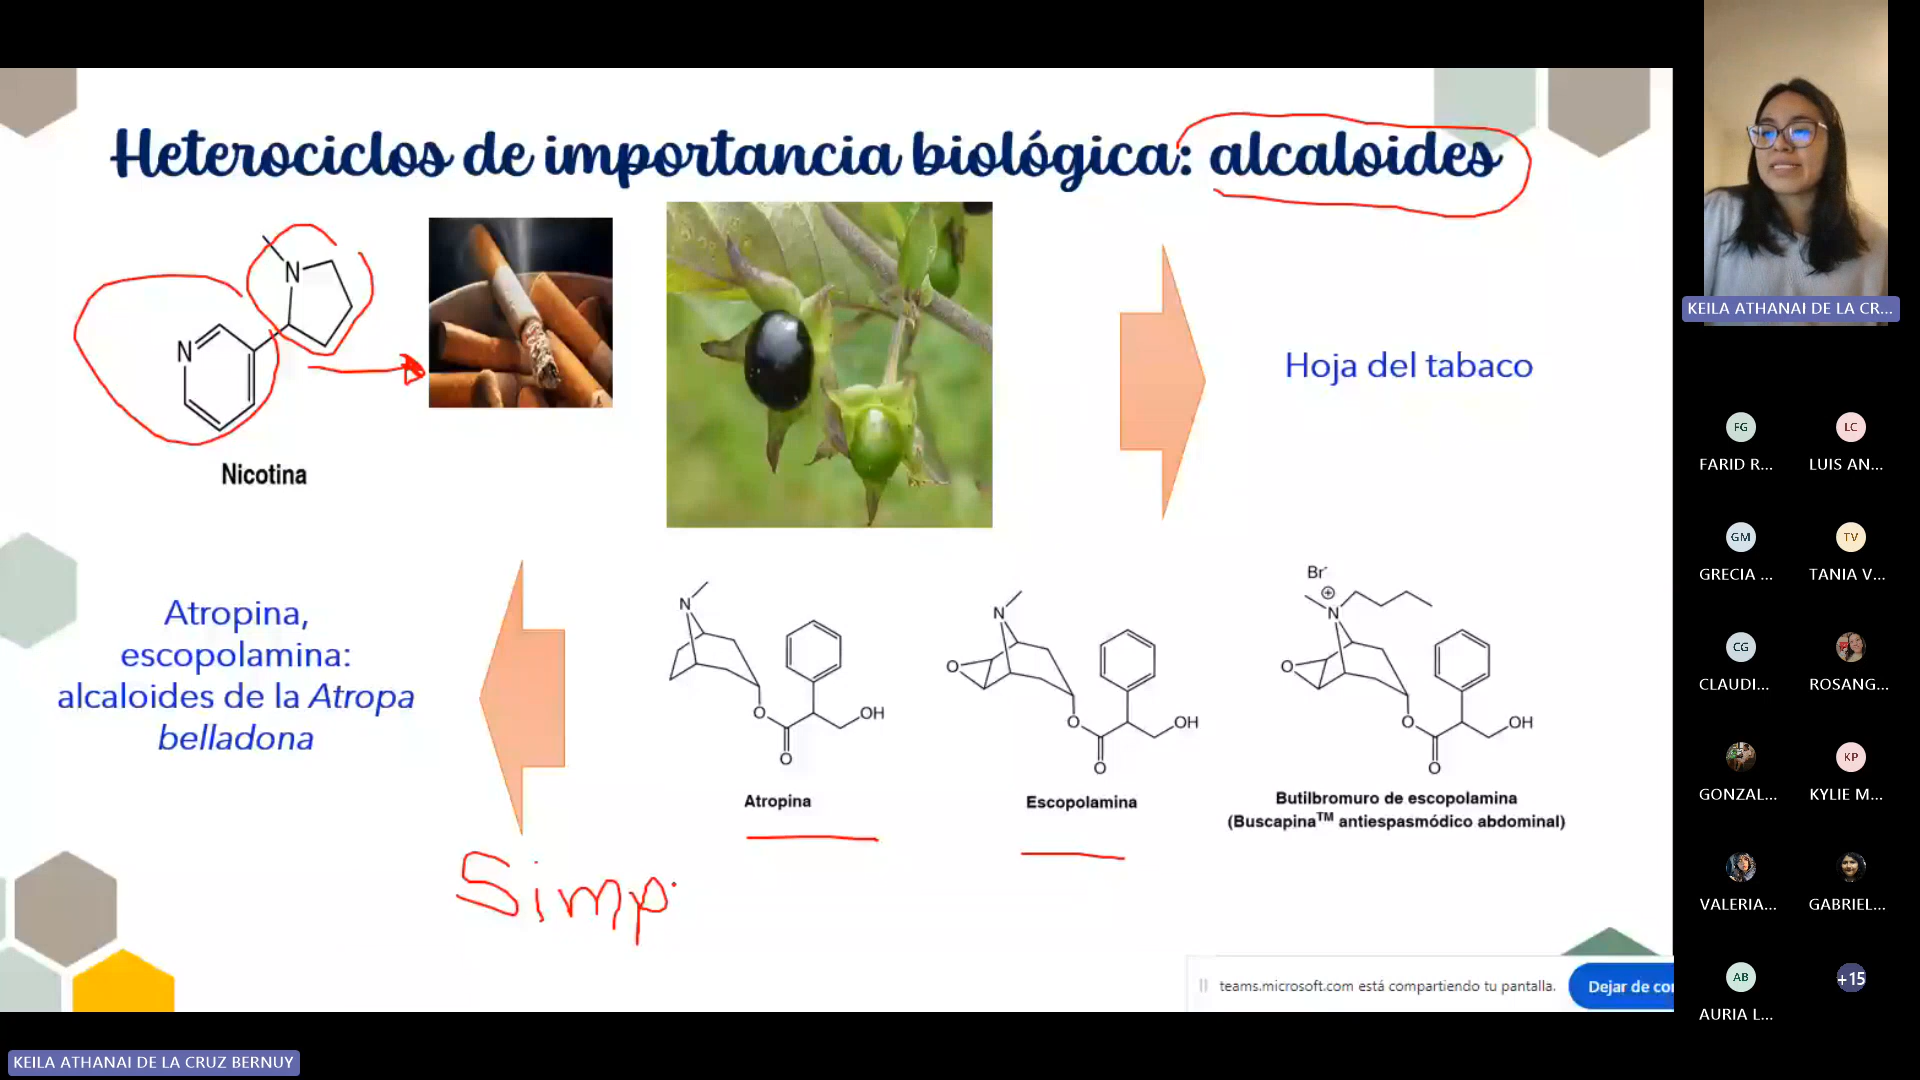 Heterociclos de importancia biológica: alcaloides
N
N
Nicotina
Hoja del tabaco
Atropina,
escopolamina:
alcaloides de la Atropa
belladona
N
O
O
OH
Atropina
N
O
O
O
OH
Escopolamina
Br-
N
O
O
O
OH
Butilbromuro de escopolamina
(Buscapina™ antiespasmódico abdominal)
Simp
teams.microsoft.com está compartiendo tu pantalla.
Dejar de co
KEILA ATHANAI DE LA CR...
FG
FARID R...
LC
LUIS AN...
GM
GRECIA ...
TV
TANIA V...
CG
CLAUDI...
ROSANG...
GONZAL...
KP
KYLIE M...
VALERIA...
GABRIEL...
AB
AURIA L...
+15
KEILA ATHANAI DE LA CRUZ BERNUY